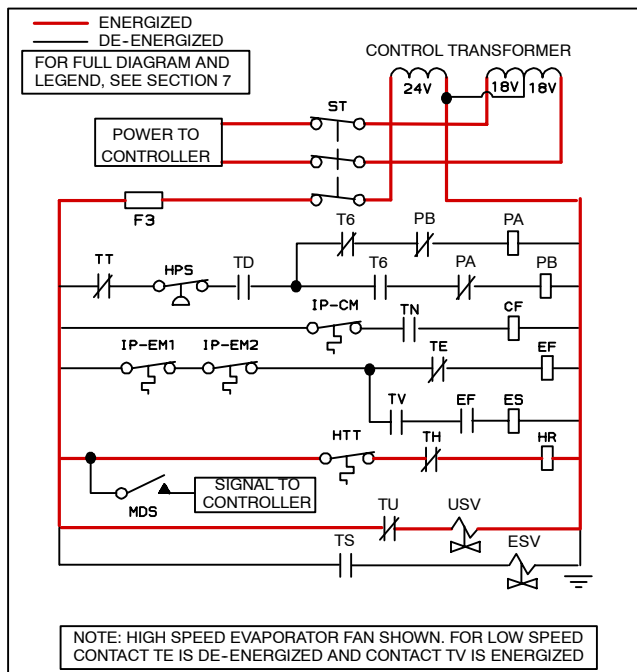 ENERGIZED
DE-ENERGIZED
FOR FULL DIAGRAM AND
LEGEND, SEE SECTION 7
CONTROL TRANSFORMER
24V
18V
18V
ST
POWER TO
CONTROLLER
F3
T6
PB
PA
TT
HPS
TD
T6
PA
PB
IP-CM
TN
CF
IP-EM1
IP-EM2
TE
EF
TV
EF
ES
HTT
TH
HR
SIGNAL TO
CONTROLLER
MDS
TU
USV
TS
ESV
NOTE: HIGH SPEED EVAPORATOR FAN SHOWN. FOR LOW SPEED
CONTACT TE IS DE-ENERGIZED AND CONTACT TV IS ENERGIZED